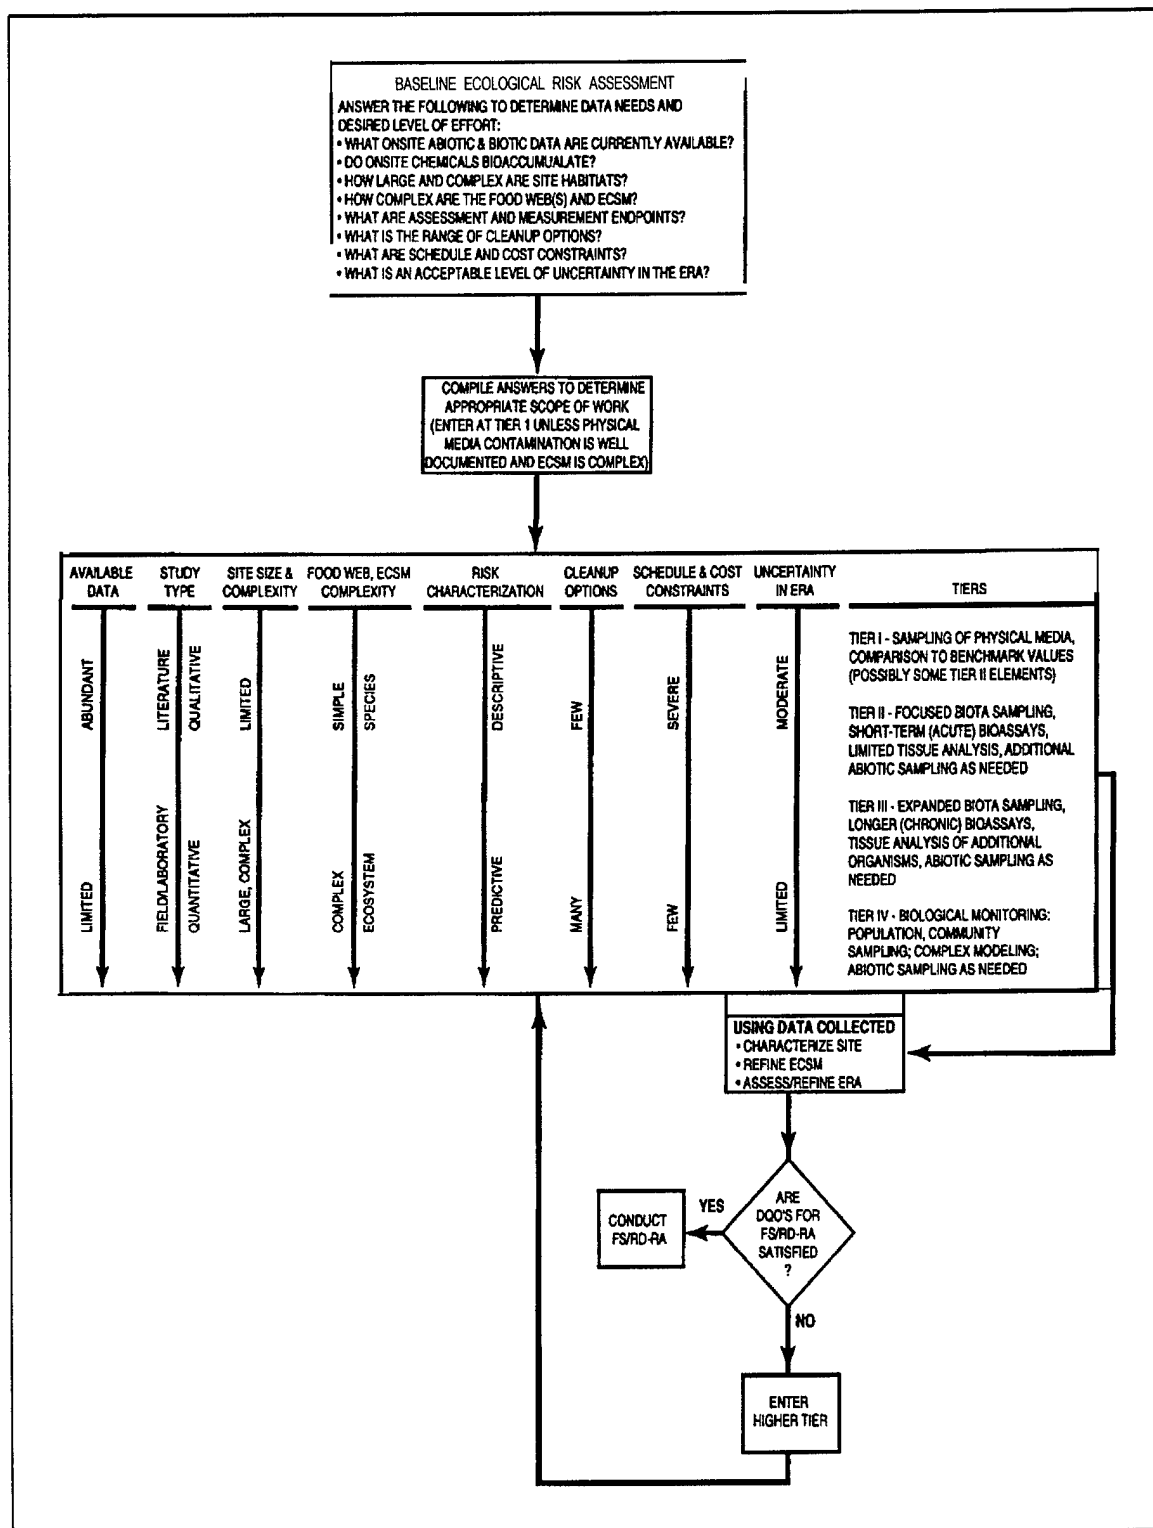 BASELINE ECOLOGICAL RISK ASSESSMENT
ANSWER THE FOLLOWING TO DETERMINE DATA NEEDS AND
DESIRED LEVEL OF EFFORT:
• WHAT ONSITE ABIOTIC & BIOTIC DATA ARE CURRENTLY AVAILABLE?
• DO ONSITE CHEMICALS BIOACCUMUALATE?
• HOW LARGE AND COMPLEX ARE SITE HABITIATS?
• HOW COMPLEX ARE THE FOOD WEB(S) AND ECSM?
• WHAT ARE ASSESSMENT AND MEASUREMENT ENDPOINTS?
• WHAT IS THE RANGE OF CLEANUP OPTIONS?
• WHAT ARE SCHEDULE AND COST CONSTRAINTS?
• WHAT IS AN ACCEPTABLE LEVEL OF UNCERTAINTY IN THE ERA?
COMPILE ANSWERS TO DETERMINE
APPROPRIATE SCOPE OF WORK
(ENTER AT TIER 1 UNLESS PHYSICAL
MEDIA CONTAMINATION IS WELL
DOCUMENTED AND ECSM IS COMPLEX)
AVAILABLE
DATA
STUDY
TYPE
SITE SIZE &
COMPLEXITY
FOOD WEB, ECSM
COMPLEXITY
RISK
CHARACTERIZATION
CLEANUP
OPTIONS
SCHEDULE & COST
CONSTRAINTS
UNCERTAINTY
IN ERA
TIERS
ABUNDANT
LITERATURE
QUALITATIVE
LIMITED
SIMPLE
SPECIES
DESCRIPTIVE
FEW
SEVERE
MODERATE
LIMITED
FIELD/LABORATORY
QUANTITATIVE
LARGE, COMPLEX
COMPLEX
ECOSYSTEM
PREDICTIVE
MANY
FEW
LIMITED
TIER I - SAMPLING OF PHYSICAL MEDIA,
COMPARISON TO BENCHMARK VALUES
(POSSIBLY SOME TIER II ELEMENTS)
TIER II - FOCUSED BIOTA SAMPLING,
SHORT-TERM (ACUTE) BIOASSAYS,
LIMITED TISSUE ANALYSIS, ADDITIONAL
ABIOTIC SAMPLING AS NEEDED
TIER III - EXPANDED BIOTA SAMPLING,
LONGER (CHRONIC) BIOASSAYS,
TISSUE ANALYSIS OF ADDITIONAL
ORGANISMS, ABIOTIC SAMPLING AS
NEEDED
TIER IV - BIOLOGICAL MONITORING:
POPULATION, COMMUNITY
SAMPLING; COMPLEX MODELING;
ABIOTIC SAMPLING AS NEEDED
USING DATA COLLECTED
• CHARACTERIZE SITE
• REFINE ECSM
• ASSESS/REFINE ERA
ARE
DQO'S FOR
FS/RD-RA
SATISFIED
?
YES
CONDUCT
FS/RD-RA
NO
ENTER
HIGHER TIER